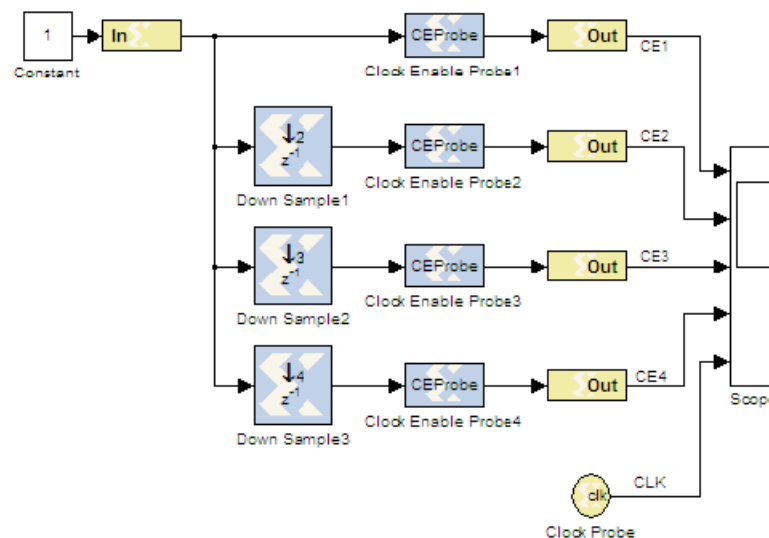 1
In
CEProbe
Out
CE1
Constant
Clock Enable Probe1
↓2
z⁻¹
CEProbe
Out
CE2
Down Sample1
Clock Enable Probe2
↓3
z⁻¹
CEProbe
Out
CE3
Down Sample2
Clock Enable Probe3
↓4
z⁻¹
CEProbe
Out
CE4
Down Sample3
Clock Enable Probe4
Scope
clk
CLK
Clock Probe